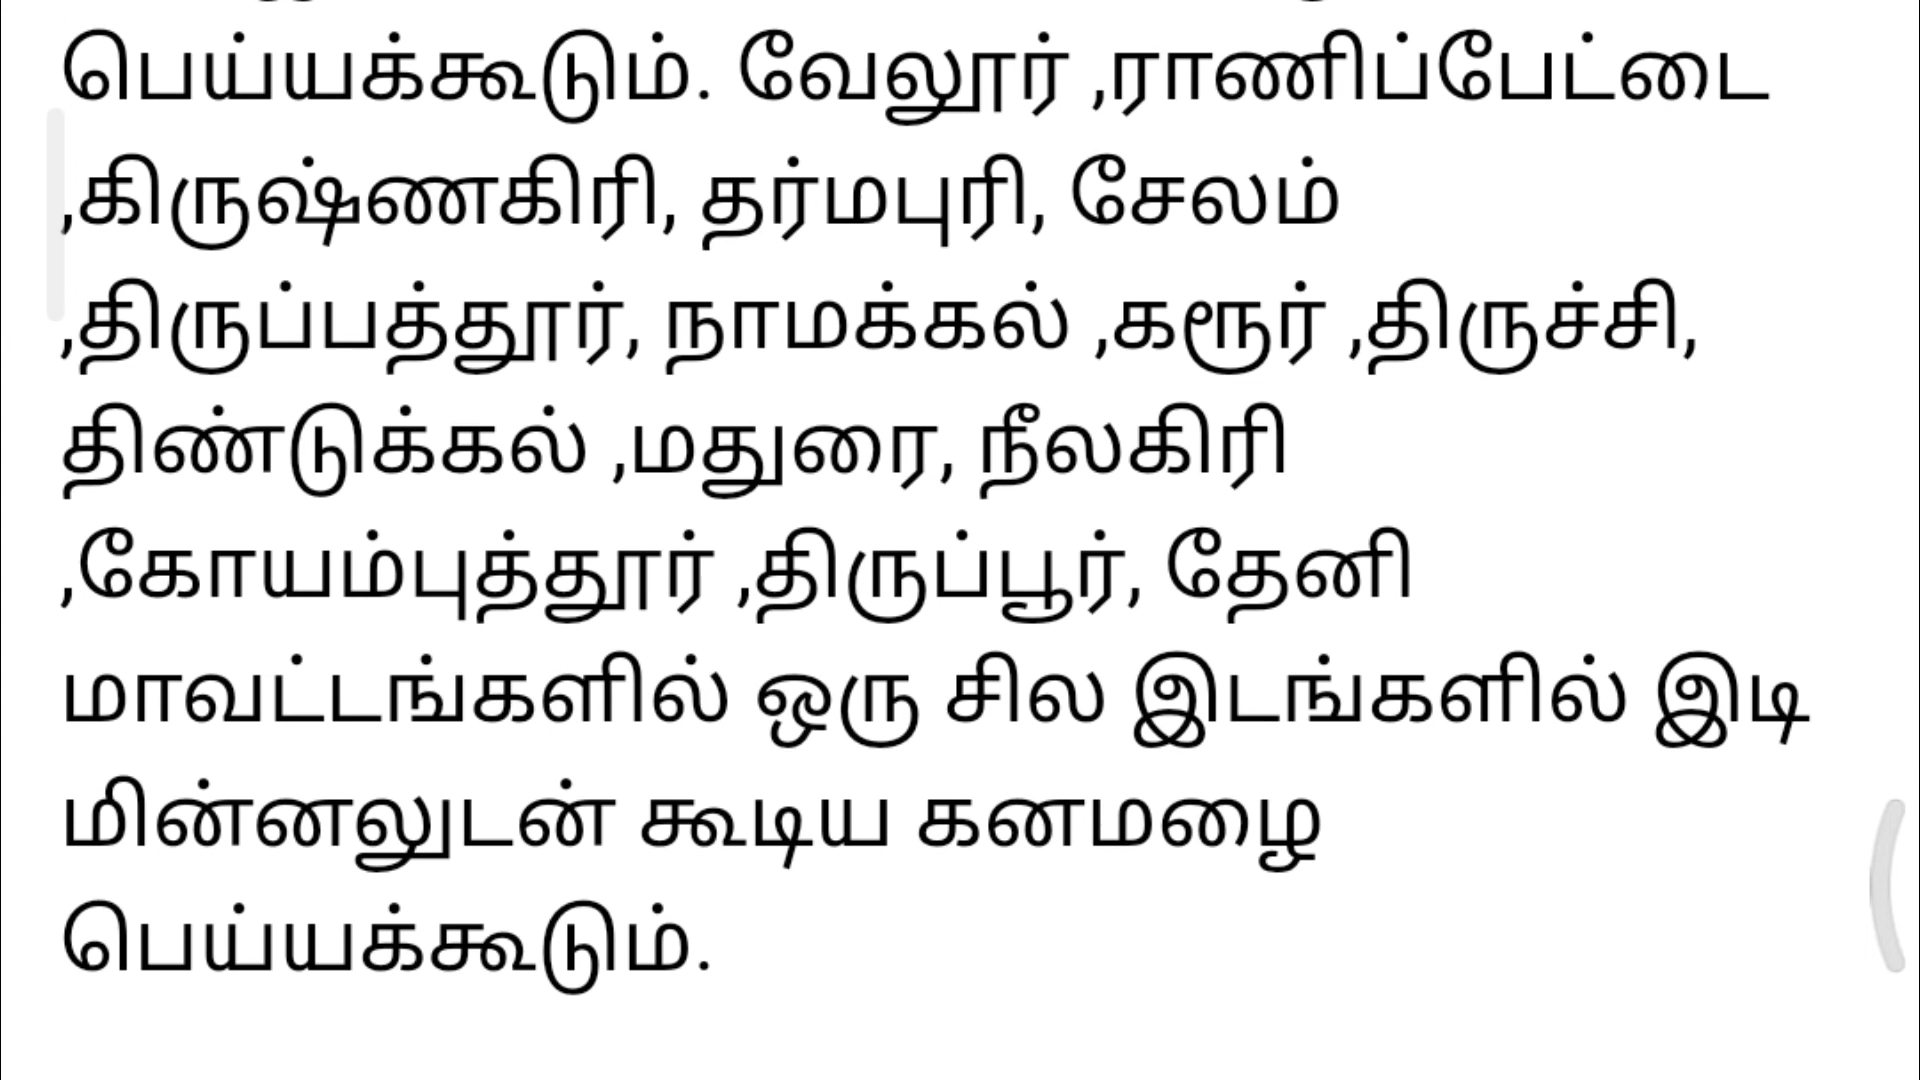 பெய்யக்கூடும். வேலூர் ,ராணிப்பேட்டை
,கிருஷ்ணகிரி, தர்மபுரி, சேலம்
,திருப்பத்தூர், நாமக்கல் ,கரூர் ,திருச்சி,
திண்டுக்கல் ,மதுரை, நீலகிரி
,கோயம்புத்தூர் ,திருப்பூர், தேனி
மாவட்டங்களில் ஒரு சில இடங்களில் இடி
மின்னலுடன் கூடிய கனமழை
பெய்யக்கூடும்.